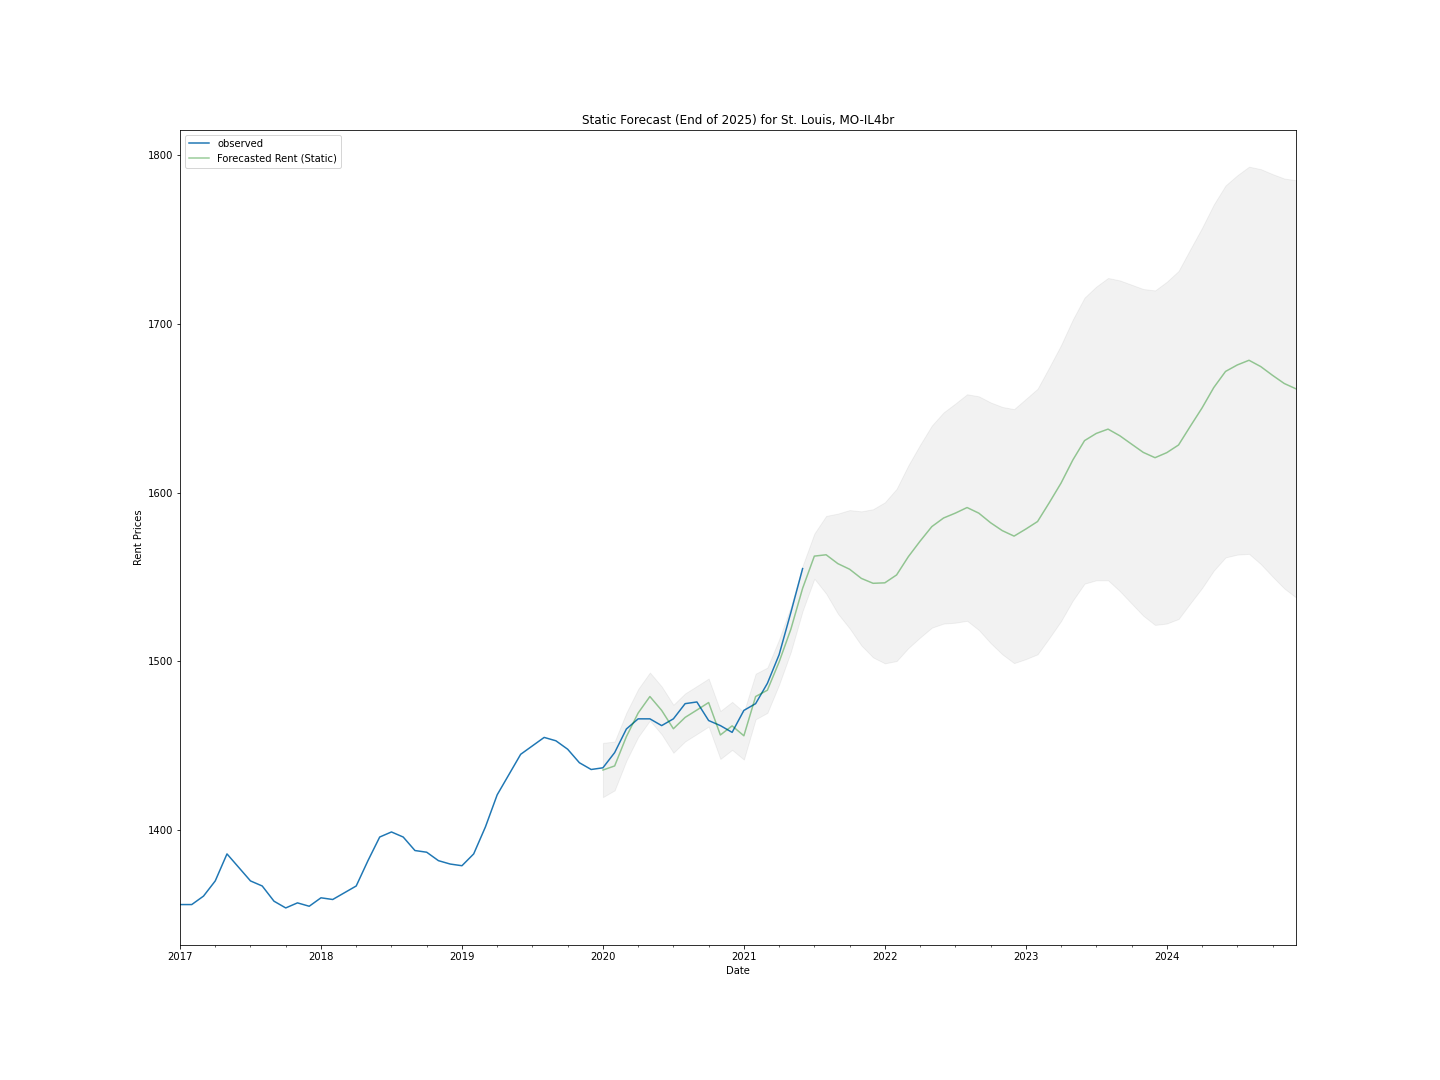 Static Forecast (End of 2025) for St. Louis, MO-IL4br
observed
Forecasted Rent (Static)
1800
1700
1600
1500
1400
Rent Prices
2017 2018 2019 2020 2021 2022 2023 2024
Date